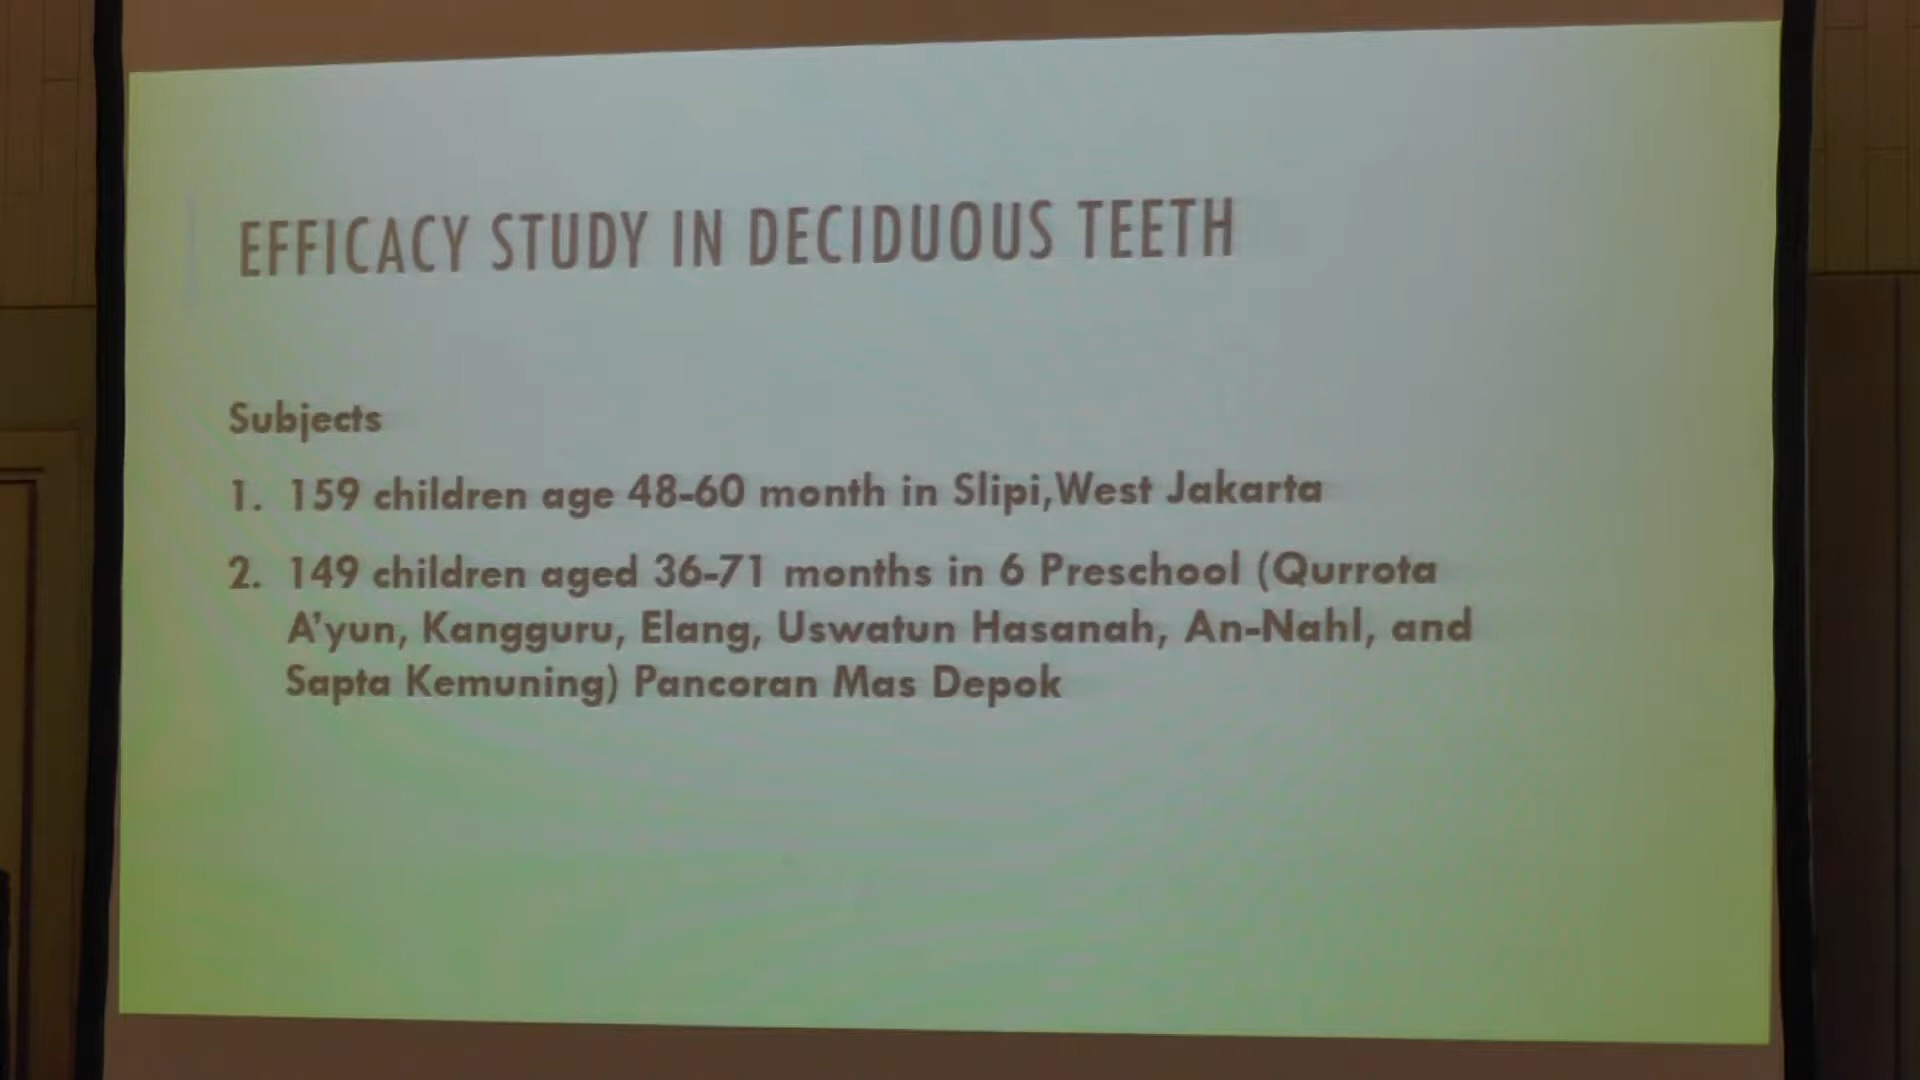 EFFICACY STUDY IN DECIDUOUS TEETH
Subjects
1. 159 children age 48-60 month in Slipi,West Jakarta
2. 149 children aged 36-71 months in 6 Preschool (Qurrota
A'yun, Kangguru, Elang, Uswatun Hasanah, An-Nahl, and
Sapta Kemuning) Pancoran Mas Depok